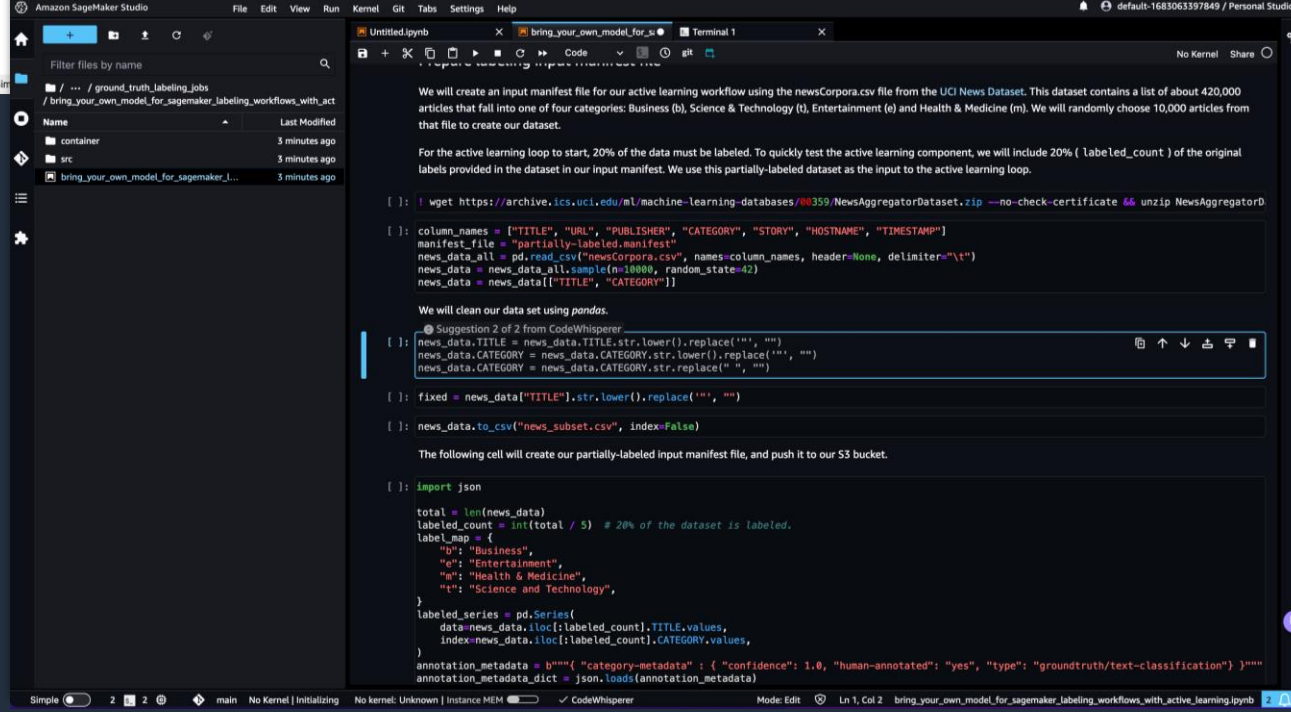 Amazon SageMaker Studio
File Edit View Run Kernel Git Tabs Settings Help
default-1683063397849 / Personal Studio
Filter files by name
/ ··· / ground_truth_labeling_jobs
/ bring_your_own_model_for_sagemaker_labeling_workflows_with_act
Name Last Modified
container 3 minutes ago
src 3 minutes ago
bring_your_own_model_for_sagemaker_l... 3 minutes ago
Untitled.ipynb
bring_your_own_model_for_s
Terminal 1
Code
git
No Kernel Share
Prepare labeling input manifest file
We will create an input manifest file for our active learning workflow using the newsCorpora.csv file from the UCI News Dataset. This dataset contains a list of about 420,000
articles that fall into one of four categories: Business (b), Science & Technology (t), Entertainment (e) and Health & Medicine (m). We will randomly choose 10,000 articles from
that file to create our dataset.
For the active learning loop to start, 20% of the data must be labeled. To quickly test the active learning component, we will include 20% ( labeled_count ) of the original
labels provided in the dataset in our input manifest. We use this partially-labeled dataset as the input to the active learning loop.
[ ]: ! wget https://archive.ics.uci.edu/ml/machine-learning-databases/00359/NewsAggregatorDataset.zip --no-check-certificate && unzip NewsAggregatorD
[ ]: column_names = ["TITLE", "URL", "PUBLISHER", "CATEGORY", "STORY", "HOSTNAME", "TIMESTAMP"]
manifest_file = "partially-labeled.manifest"
news_data_all = pd.read_csv("newsCorpora.csv", names=column_names, header=None, delimiter="\t")
news_data = news_data_all.sample(n=10000, random_state=42)
news_data = news_data[["TITLE", "CATEGORY"]]
We will clean our data set using pandas.
Suggestion 2 of 2 from CodeWhisperer
[ ]: news_data.TITLE = news_data.TITLE.str.lower().replace('"', "")
news_data.CATEGORY = news_data.CATEGORY.str.lower().replace('"', "")
news_data.CATEGORY = news_data.CATEGORY.str.replace(" ", "")
[ ]: fixed = news_data["TITLE"].str.lower().replace('"', "")
[ ]: news_data.to_csv("news_subset.csv", index=False)
The following cell will create our partially-labeled input manifest file, and push it to our S3 bucket.
[ ]: import json
total = len(news_data)
labeled_count = int(total / 5)  # 20% of the dataset is labeled.
label_map = {
"b": "Business",
"e": "Entertainment",
"m": "Health & Medicine",
"t": "Science and Technology",
}
labeled_series = pd.Series(
data=news_data.iloc[:labeled_count].TITLE.values,
index=news_data.iloc[:labeled_count].CATEGORY.values,
)
annotation_metadata = b"""{ "category-metadata" : { "confidence": 1.0, "human-annotated": "yes", "type": "groundtruth/text-classification"} }"""
annotation_metadata_dict = json.loads(annotation_metadata)
Simple 2 2 main No Kernel | Initializing No kernel: Unknown | Instance MEM ✓ CodeWhisperer Mode: Edit Ln 1, Col 2 bring_your_own_model_for_sagemaker_labeling_workflows_with_active_learning.ipynb 2